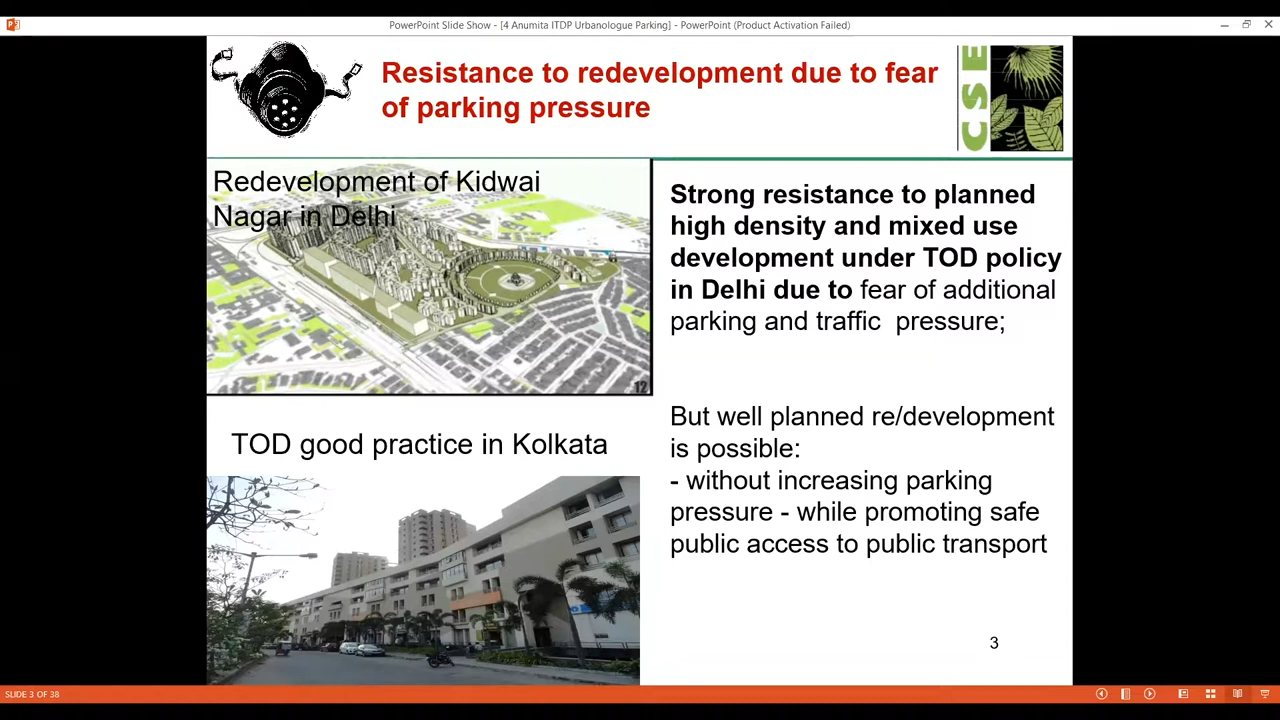 PowerPoint Slide Show - [4 Anumita ITDP Urbanologue Parking] - PowerPoint (Product Activation Failed)
Resistance to redevelopment due to fear
of parking pressure
CSE
Redevelopment of Kidwai
Nagar in Delhi
12
Strong resistance to planned
high density and mixed use
development under TOD policy
in Delhi due to fear of additional
parking and traffic pressure;
TOD good practice in Kolkata
But well planned re/development
is possible:
- without increasing parking
pressure - while promoting safe
public access to public transport
3
SLIDE 3 OF 38